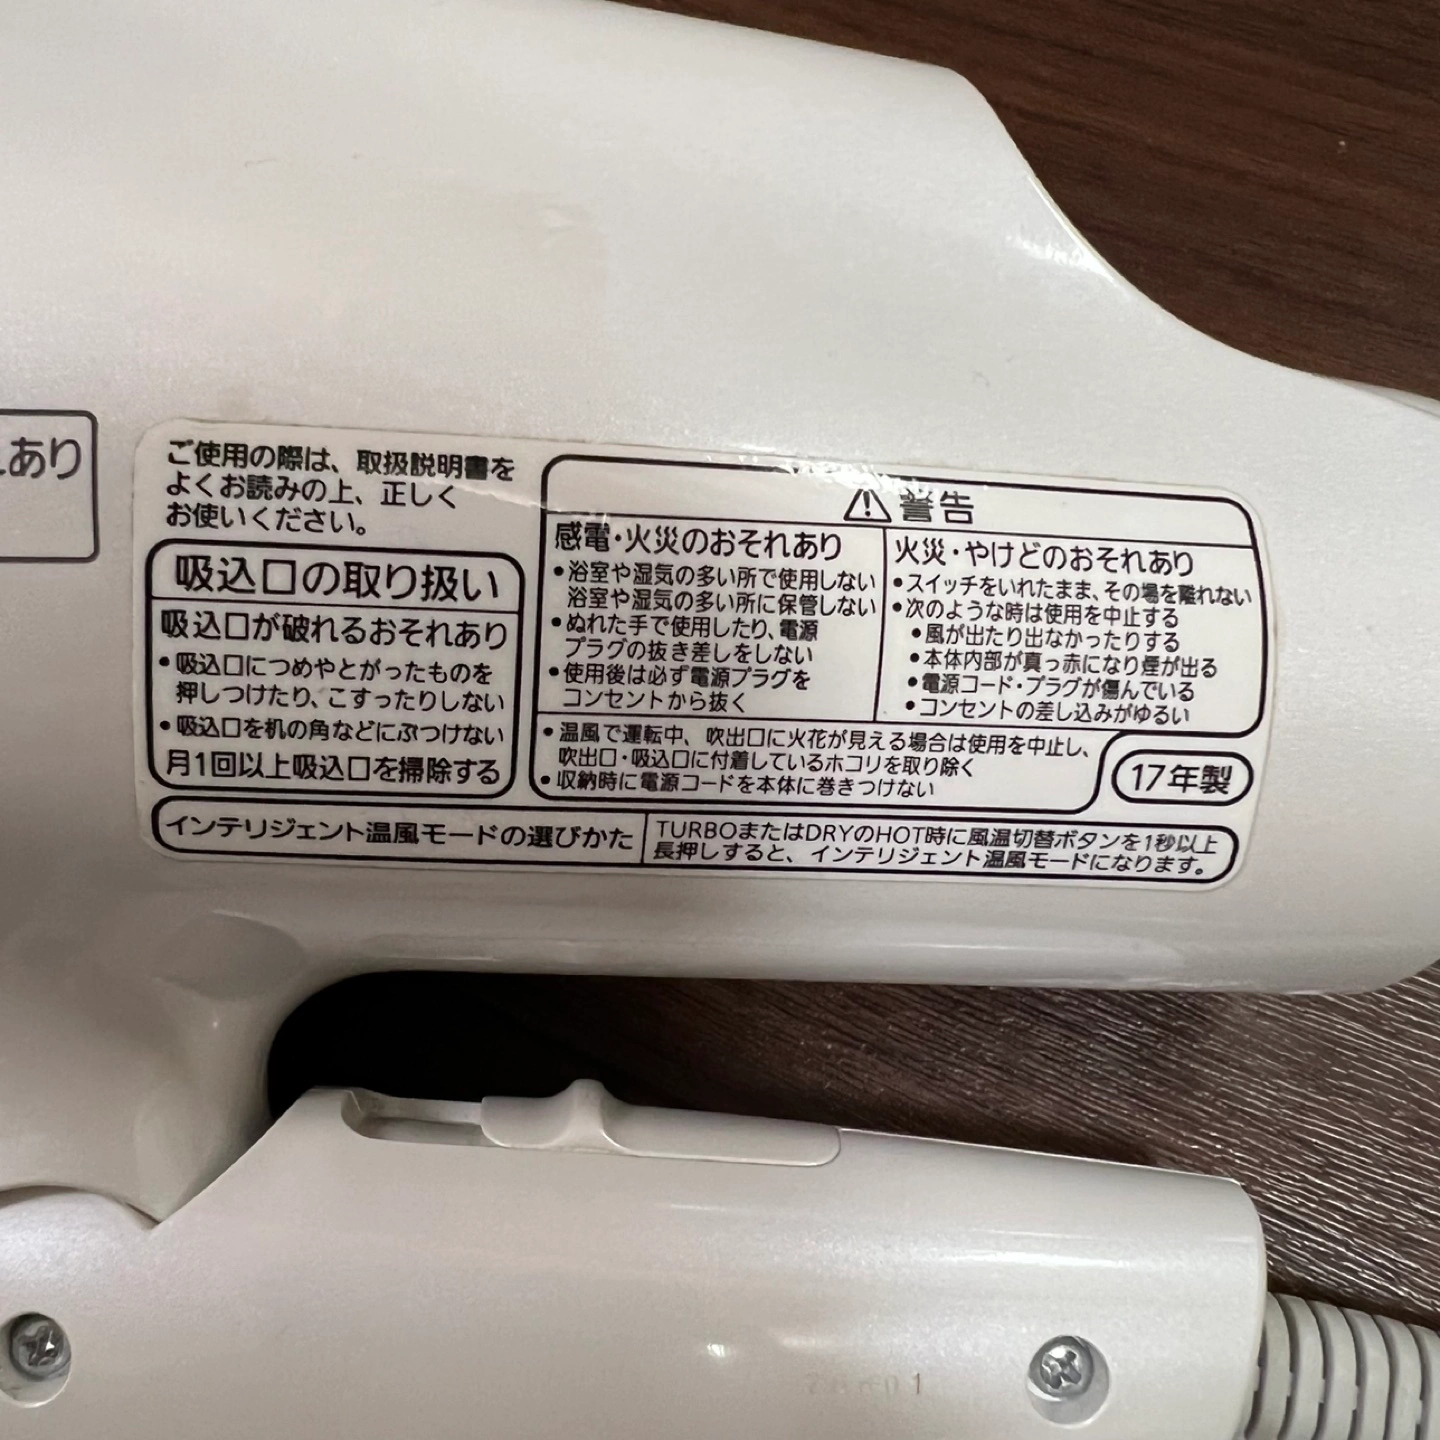 れあり
ご使用の際は、取扱説明書を
よくお読みの上、正しく
お使いください。
吸込口の取り扱い
吸込口が破れるおそれあり
•吸込口につめやとがったものを
押しつけたり、こすったりしない
•吸込口を机の角などにぶつけない
月1回以上吸込口を掃除する
⚠警告
感電・火災のおそれあり
•浴室や湿気の多い所で使用しない
浴室や湿気の多い所に保管しない
•ぬれた手で使用したり、電源
プラグの抜き差しをしない
•使用後は必ず電源プラグを
コンセントから抜く
火災・やけどのおそれあり
•スイッチをいれたまま、その場を離れない
•次のような時は使用を中止する
•風が出たり出なかったりする
•本体内部が真っ赤になり煙が出る
•電源コード・プラグが傷んでいる
•コンセントの差し込みがゆるい
•温風で運転中、吹出口に火花が見える場合は使用を中止し、
吹出口・吸込口に付着しているホコリを取り除く
•収納時に電源コードを本体に巻きつけない
17年製
インテリジェント温風モードの選びかた
TURBOまたはDRYのHOT時に風温切替ボタンを1秒以上
長押しすると、インテリジェント温風モードになります。